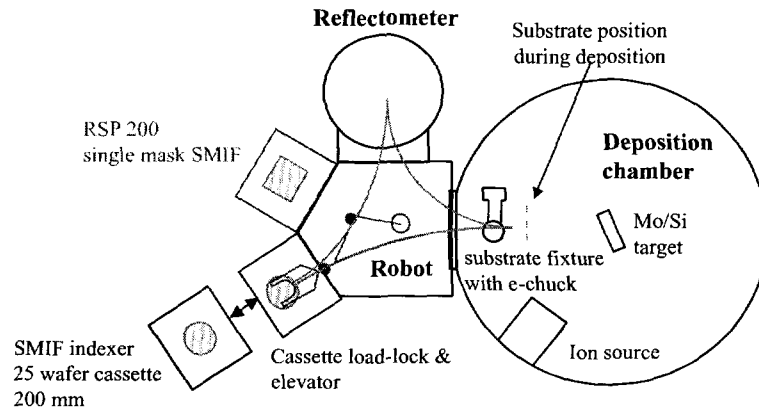 Reflectometer
Substrate position
during deposition
RSP 200
single mask SMIF
Deposition
chamber
Mo/Si
target
Robot
substrate fixture
with e-chuck
SMIF indexer
25 wafer cassette
200 mm
Cassette load-lock &
elevator
Ion source